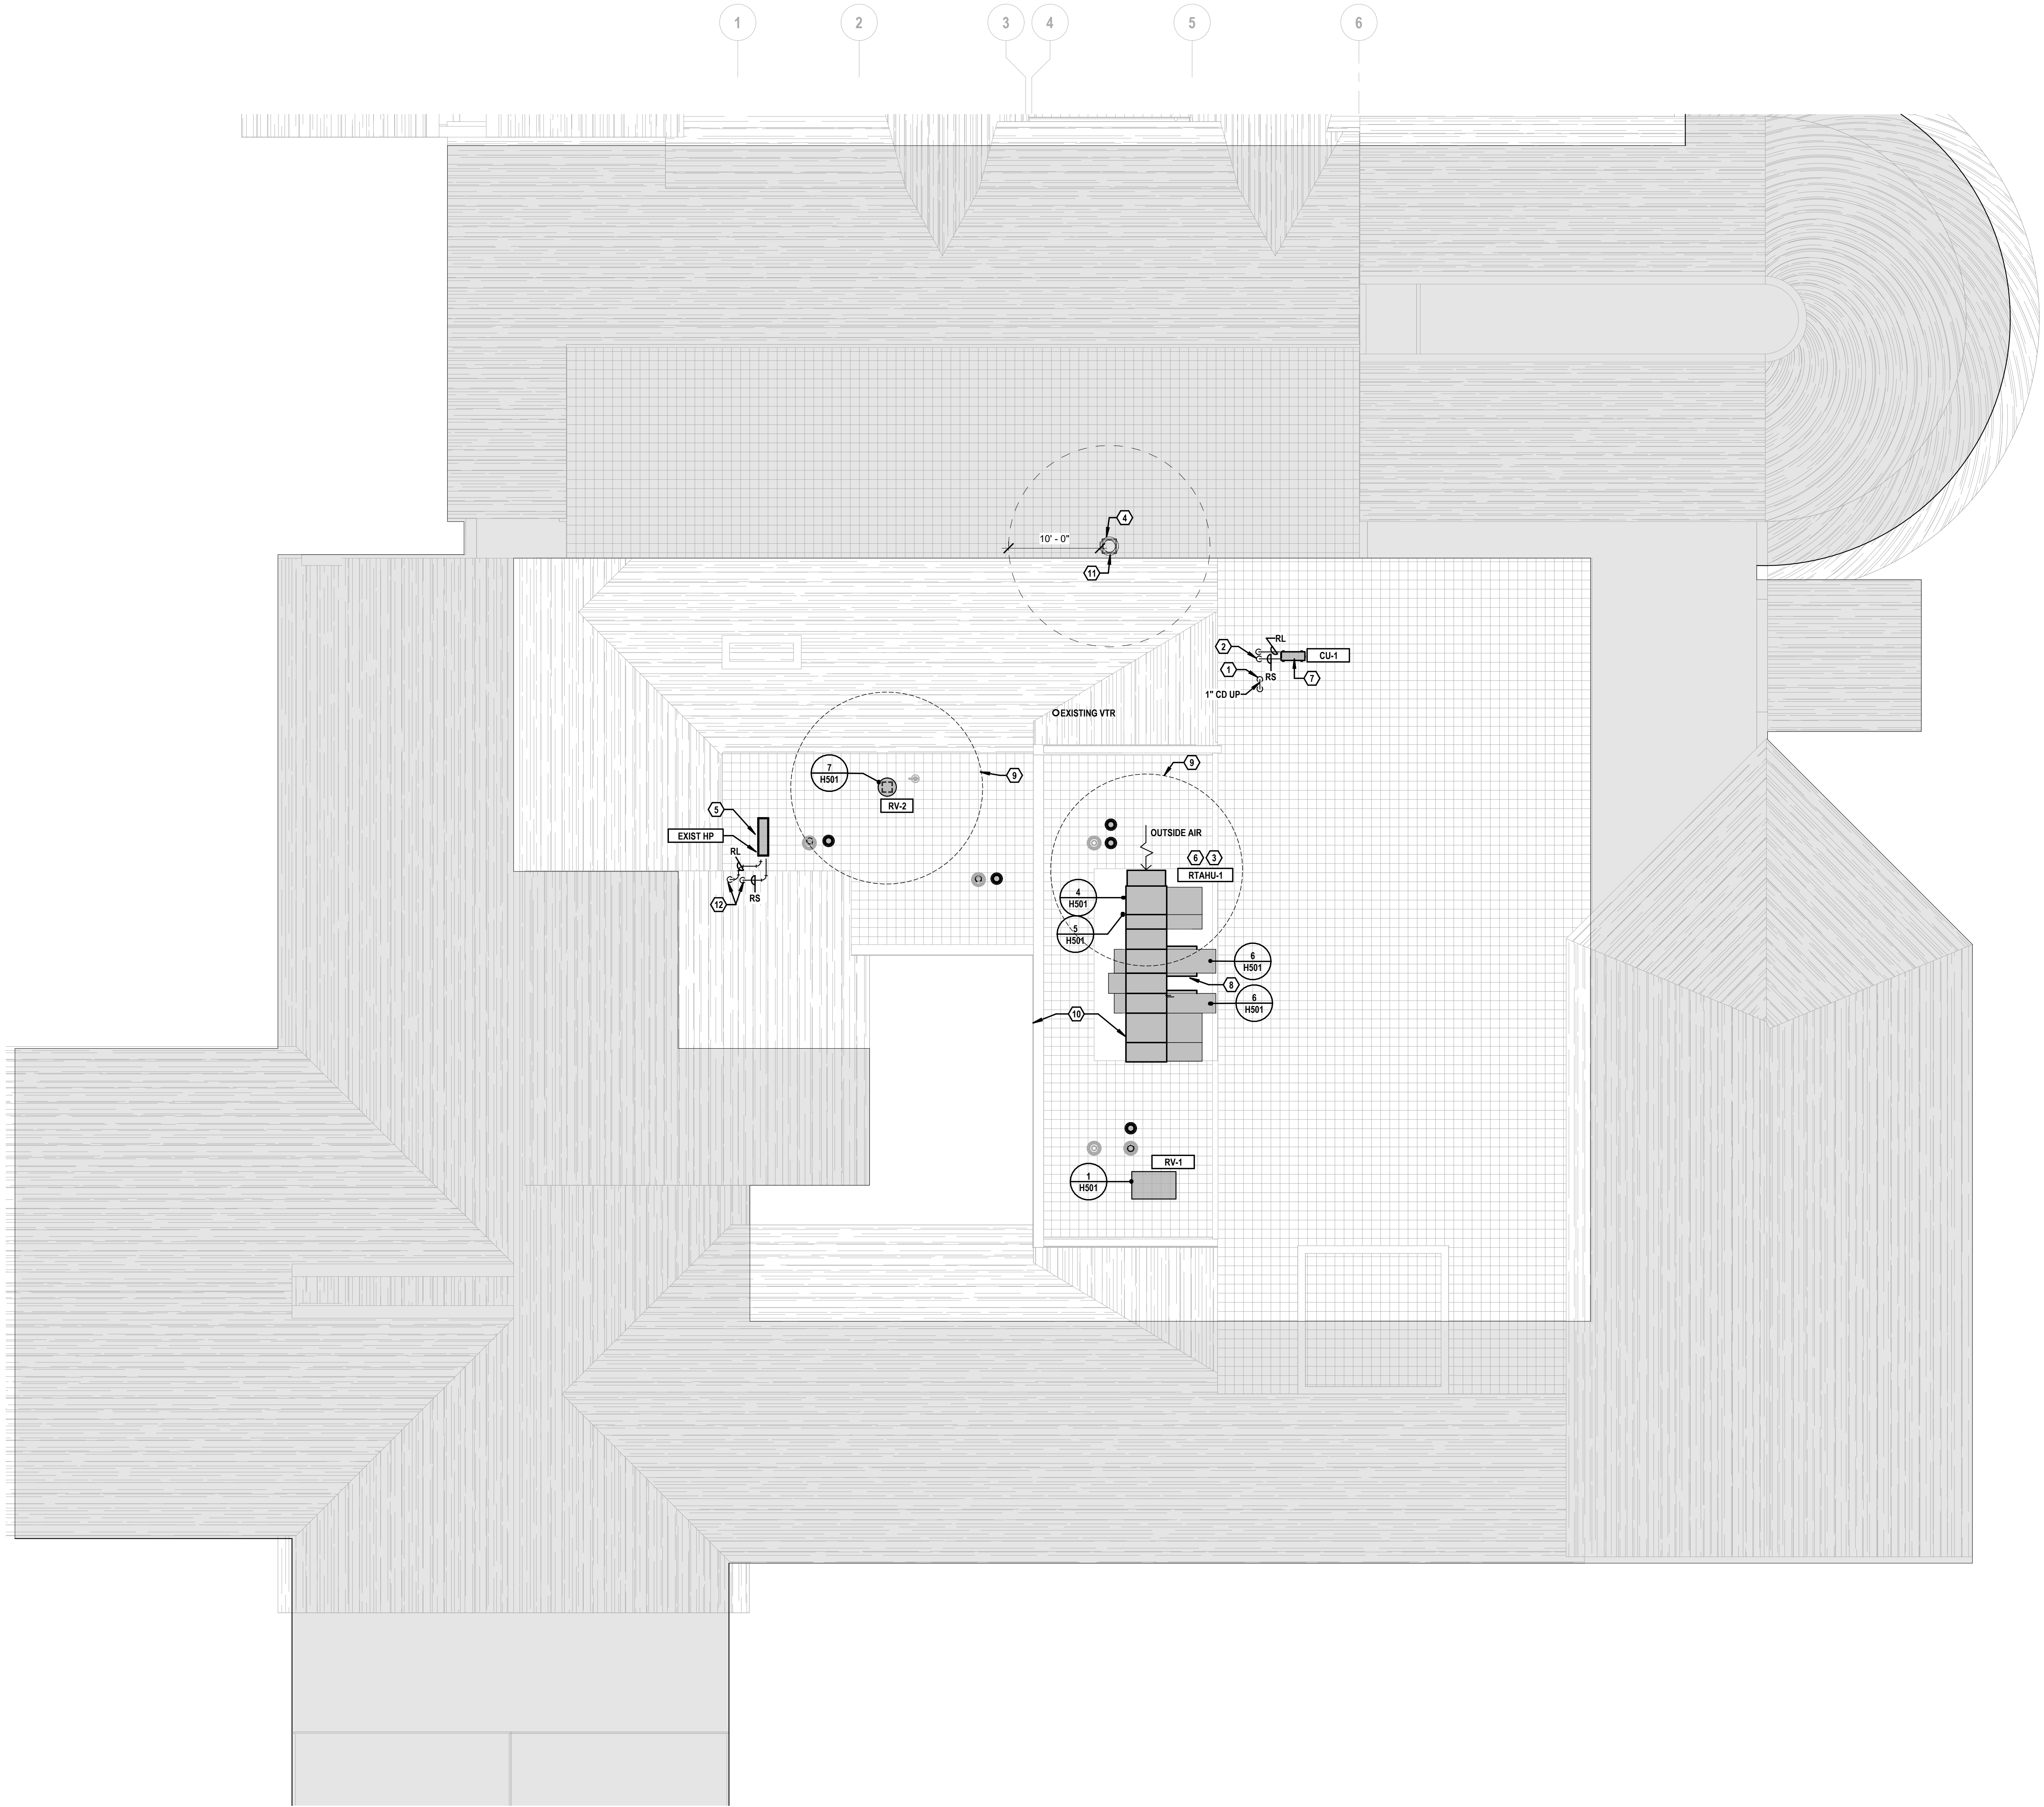 1
2
3
4
5
6
4
10' - 0"
11
RL
2
CU-1
1
RS
7
1" CD UP
EXISTING VTR
7
H501
9
9
RV-2
5
EXIST HP
OUTSIDE AIR
RL
6
3
RTAHU-1
4
H501
RS
12
5
H501
6
H501
8
6
H501
10
RV-1
1
H501